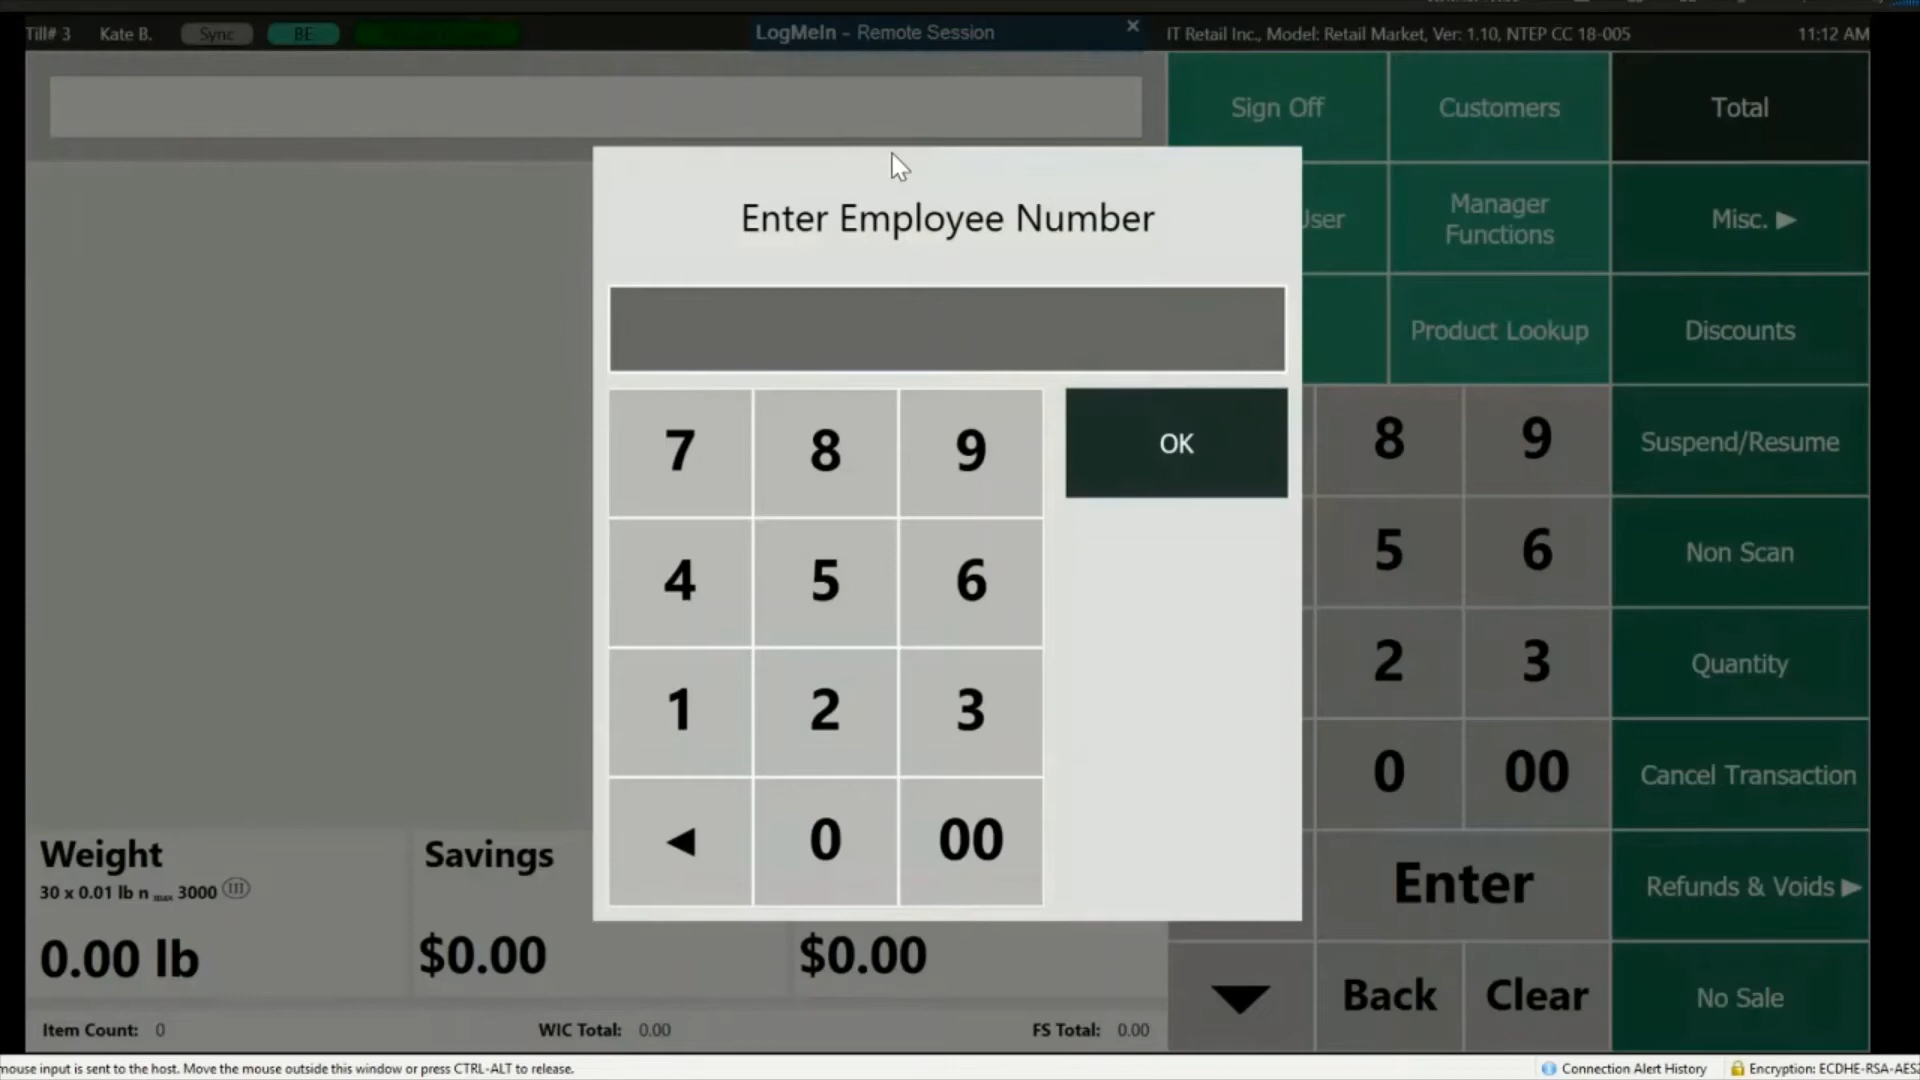 Till# 3 Kate B. Sync BE LogMeIn - Remote Session × IT Retail Inc., Model: Retail Market, Ver: 1.10, NTEP CC 18-005 11:12 AM
Sign Off Customers Total
Enter Employee Number
User Manager Functions Misc. ▶
Product Lookup Discounts
7 8 9 OK
8 9 Suspend/Resume
4 5 6
5 6 Non Scan
1 2 3
2 3 Quantity
◀ 0 00
0 00 Cancel Transaction
Weight Savings
30 x 0.01 lb n max 3000 III
Enter Refunds & Voids ▶
0.00 lb $0.00 $0.00
Back Clear No Sale
Item Count: 0 WIC Total: 0.00 FS Total: 0.00
mouse input is sent to the host. Move the mouse outside this window or press CTRL-ALT to release. Connection Alert History Encryption: ECDHE-RSA-AES2